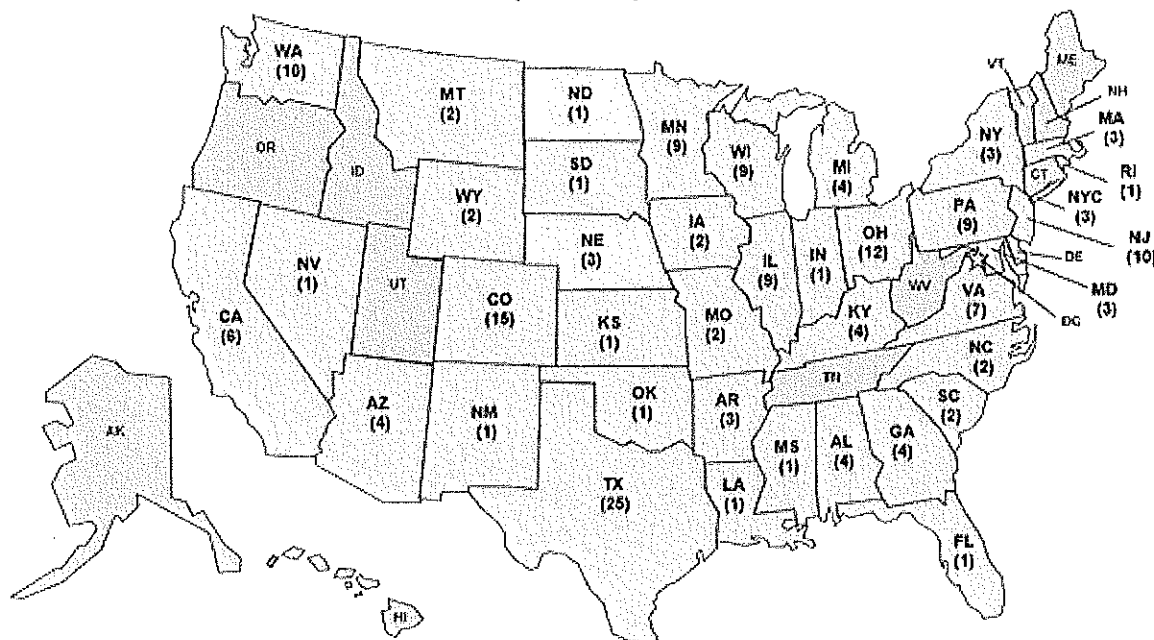 WA
(10)
MT
(2)
ND
(1)
MN
(9)
OR
ID
SD
(1)
WI
(9)
MI
(4)
WY
(2)
NE
(3)
IA
(2)
NV
(1)
UT
CO
(15)
CA
(6)
KS
(1)
MO
(2)
IL
(9)
IN
(1)
OH
(12)
KY
(4)
WV
PA
(9)
NY
(3)
VT
ME
NH
MA
(3)
RI
(1)
CT
NYC
(3)
NJ
(10)
DE
MD
(3)
DC
VA
(7)
NC
(2)
TN
SC
(2)
AZ
(4)
NM
(1)
OK
(1)
AR
(3)
TX
(25)
LA
(1)
MS
(1)
AL
(4)
GA
(4)
FL
(1)
AK
HI